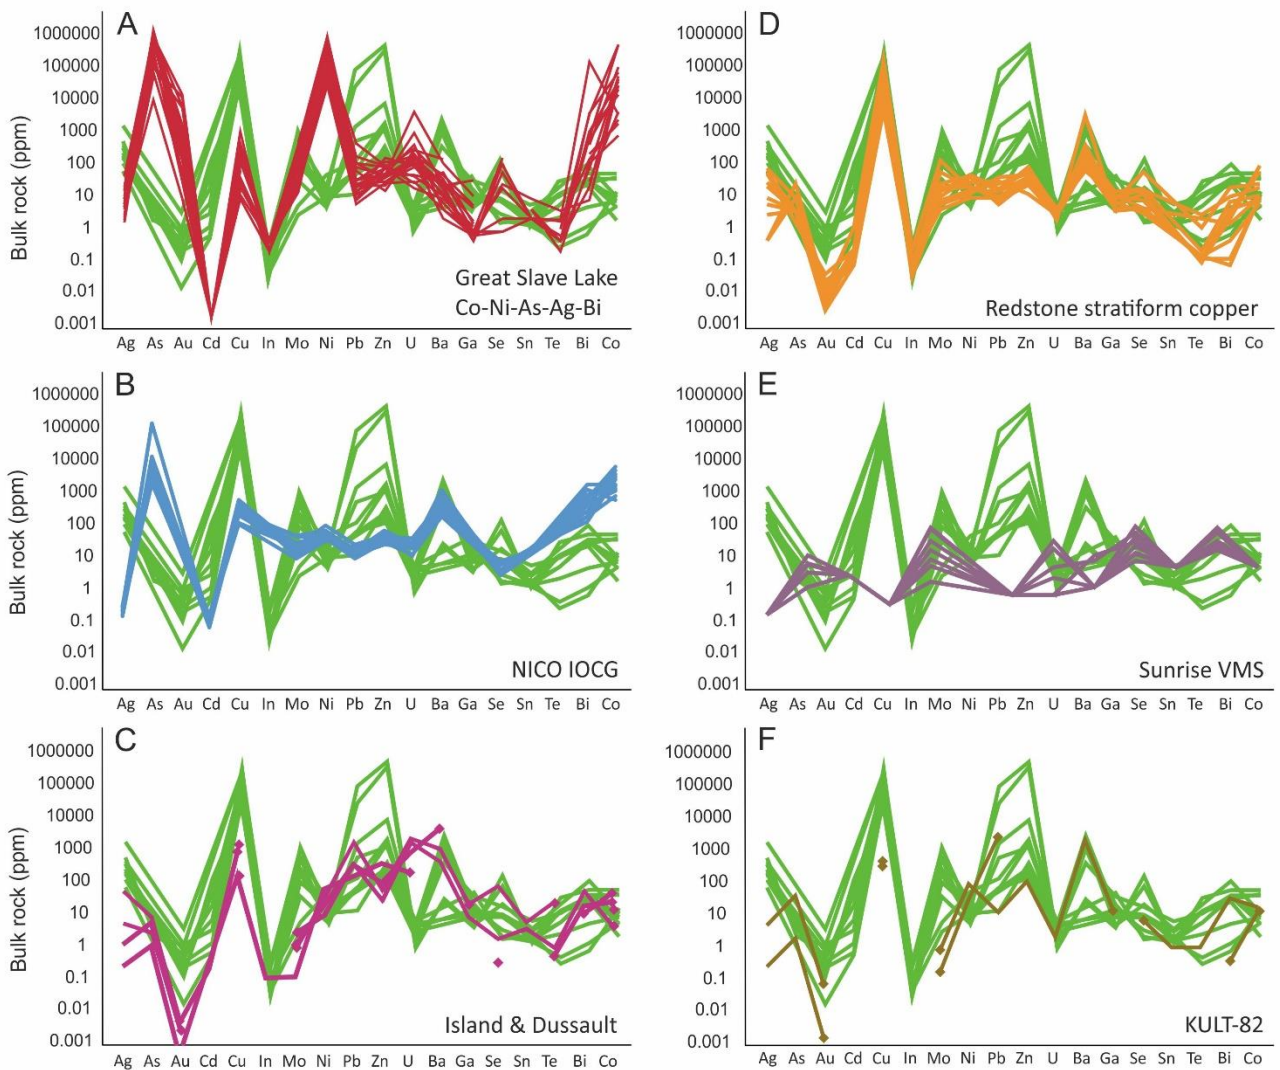 A
Bulk rock (ppm)
1000000
100000
10000
1000
100
10
1
0.1
0.01
0.001
Great Slave Lake
Co-Ni-As-Ag-Bi
Ag As Au Cd Cu In Mo Ni Pb Zn U Ba Ga Se Sn Te Bi Co
D
1000000
100000
10000
1000
100
10
1
0.1
0.01
0.001
Redstone stratiform copper
Ag As Au Cd Cu In Mo Ni Pb Zn U Ba Ga Se Sn Te Bi Co
B
Bulk rock (ppm)
1000000
100000
10000
1000
100
10
1
0.1
0.01
0.001
NICO IOCG
Ag As Au Cd Cu In Mo Ni Pb Zn U Ba Ga Se Sn Te Bi Co
E
1000000
100000
10000
1000
100
10
1
0.1
0.01
0.001
Sunrise VMS
Ag As Au Cd Cu In Mo Ni Pb Zn U Ba Ga Se Sn Te Bi Co
C
Bulk rock (ppm)
1000000
100000
10000
1000
100
10
1
0.1
0.01
0.001
Island & Dussault
Ag As Au Cd Cu In Mo Ni Pb Zn U Ba Ga Se Sn Te Bi Co
F
1000000
100000
10000
1000
100
10
1
0.1
0.01
0.001
KULT-82
Ag As Au Cd Cu In Mo Ni Pb Zn U Ba Ga Se Sn Te Bi Co